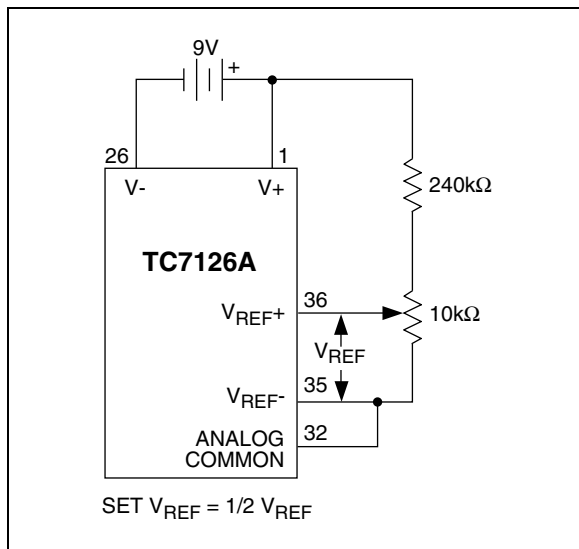 9V
+
26
1
V-
V+
240kΩ
TC7126A
36
VREF+
10kΩ
VREF
35
VREF-
32
ANALOG
COMMON
SET VREF = 1/2 VREF